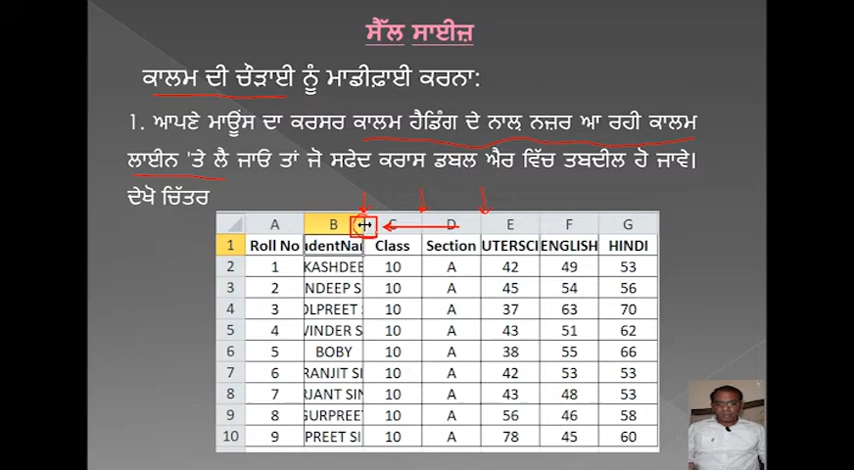 ਸੈੱਲ ਸਾਈਜ਼
ਕਾਲਮ ਦੀ ਚੌੜਾਈ ਨੂੰ ਮਾਡੀਫ਼ਾਈ ਕਰਨਾ:
1. ਆਪਣੇ ਮਾਊਸ ਦਾ ਕਰਸਰ ਕਾਲਮ ਹੈਡਿੰਗ ਦੇ ਨਾਲ ਨਜ਼ਰ ਆ ਰਹੀ ਕਾਲਮ
ਲਾਈਨ 'ਤੇ ਲੈ ਜਾਓ ਤਾਂ ਜੋ ਸਫੇਦ ਕਰਾਸ ਡਬਲ ਐਰ ਵਿੱਚ ਤਬਦੀਲ ਹੋ ਜਾਵੇ।
ਦੇਖੋ ਚਿੱਤਰ
A B C D E F G
1 Roll No udentNar Class Section UTERSCI ENGLISH HINDI
2 1 KASHDEE 10 A 42 49 53
3 2 NDEEP S 10 A 45 54 56
4 3 OLPREET 10 A 37 63 70
5 4 VINDER S 10 A 43 51 62
6 5 BOBY 10 A 38 55 66
7 6 RANJIT SI 10 A 42 53 53
8 7 RJANT SIN 10 A 43 48 53
9 8 GURPREET 10 A 56 46 58
10 9 PREET SI 10 A 78 45 60